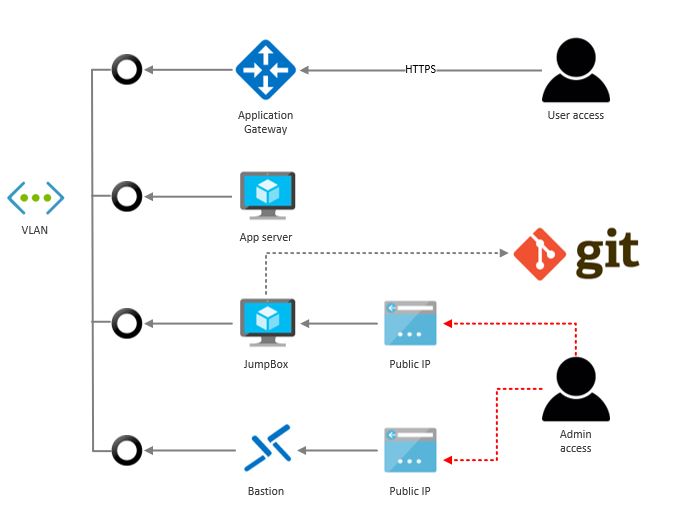 HTTPS
Application
Gateway
User access
VLAN
App server
git
JumpBox
Public IP
Admin
access
Bastion
Public IP